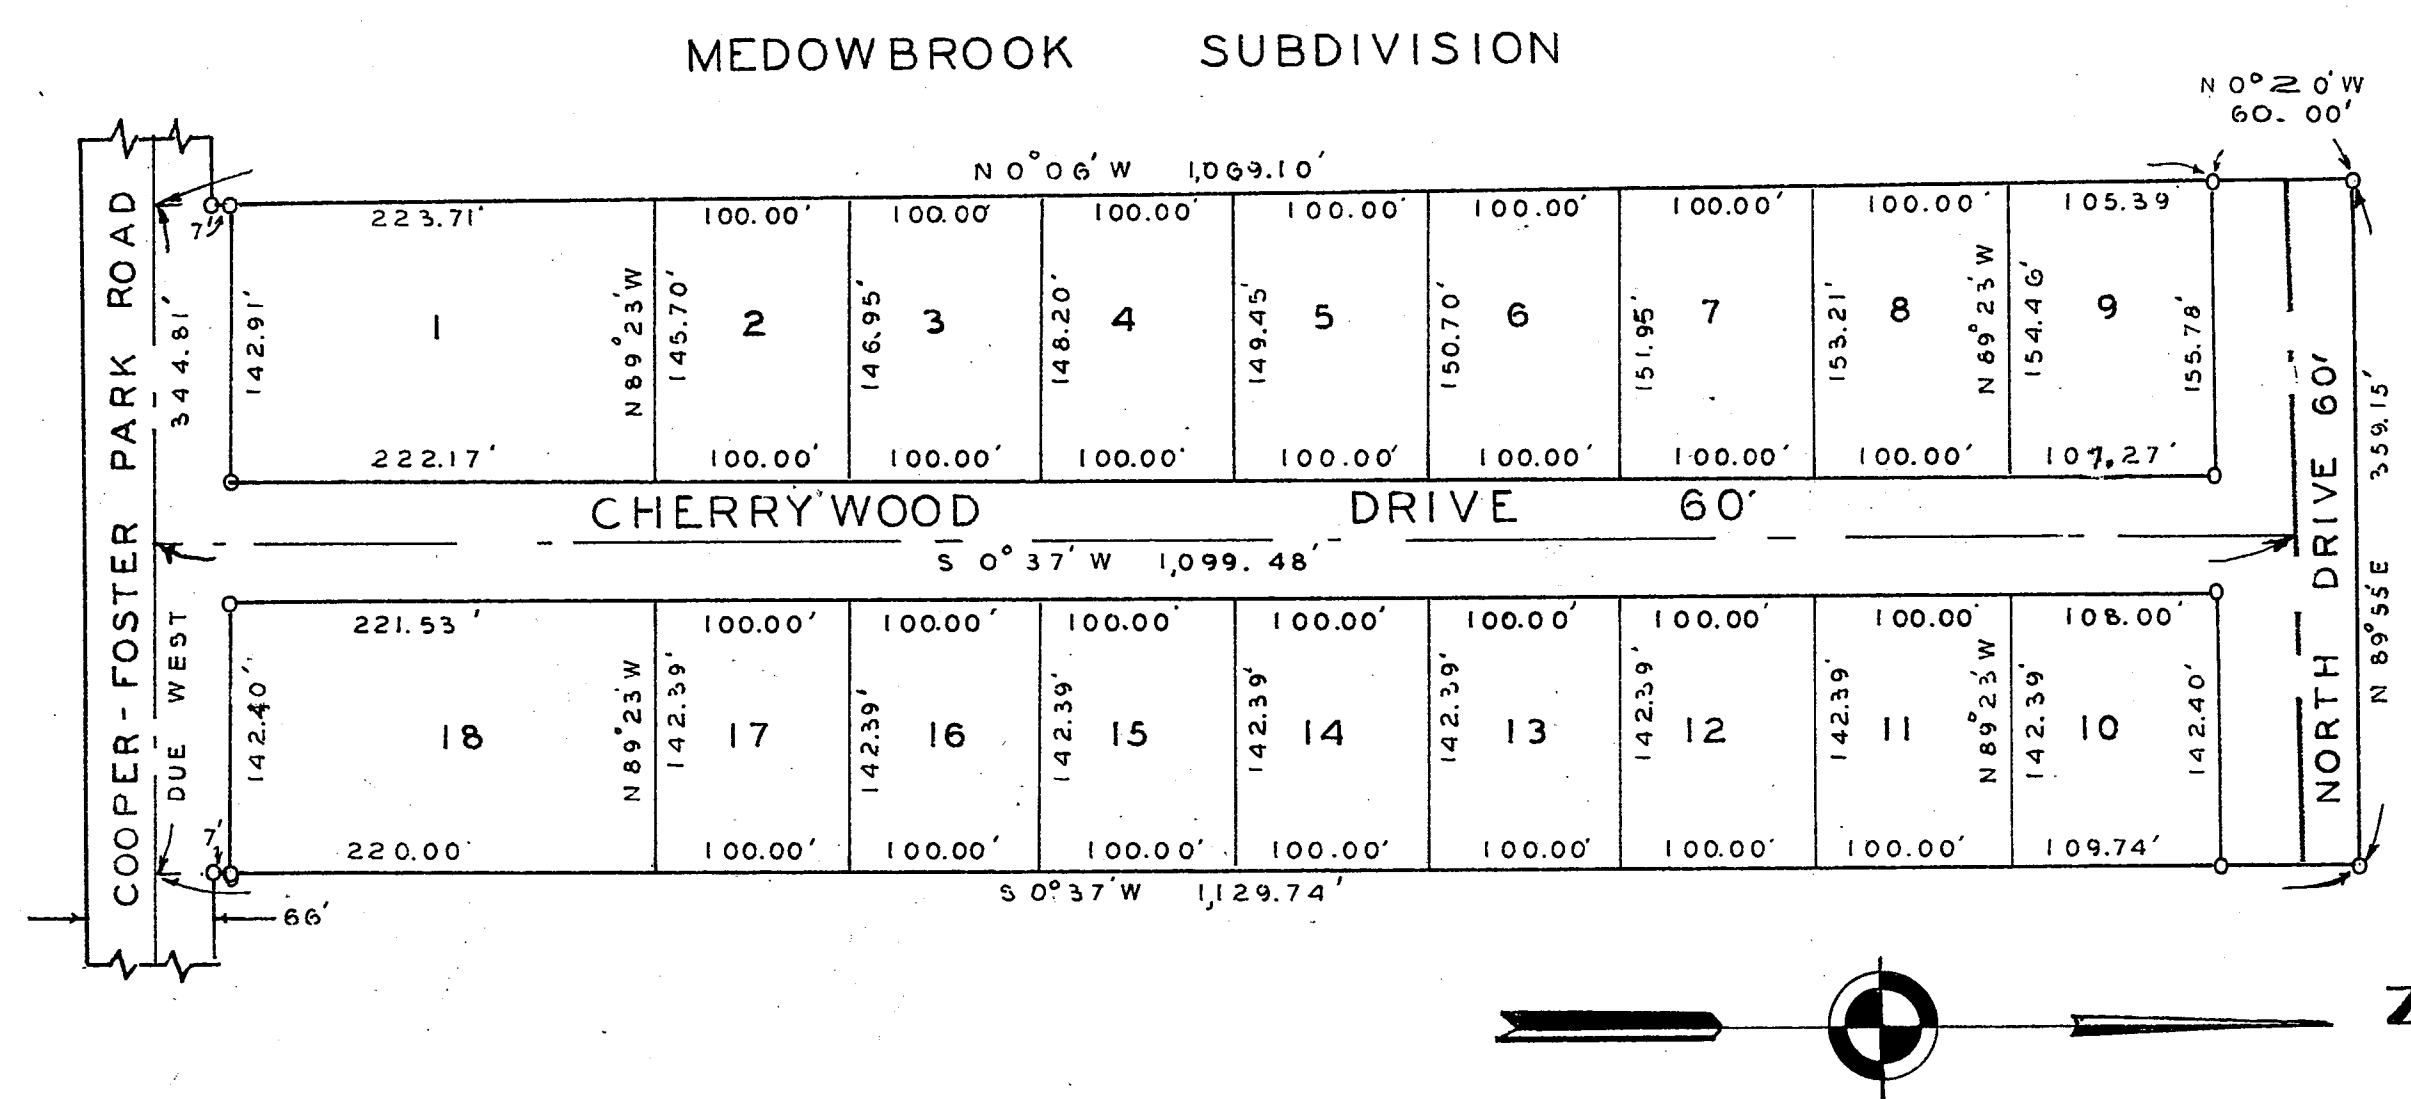 MEDOWBROOK SUBDIVISION
N 0°20'W
60.00'
N 0°06'W 1,069.10'
7'
223.71' 100.00' 100.00' 100.00' 100.00' 100.00' 100.00' 100.00' 105.39
COOPER-FOSTER PARK ROAD
344.81'
DUE WEST
142.91'
1
N 89°23'W
145.70'
2
146.95'
3
148.20'
4
149.45'
5
150.70'
6
151.95'
7
153.21'
8
N 89°23'W
154.46'
9
155.78'
NORTH DRIVE 60'
N 89°55'E 359.15'
222.17' 100.00' 100.00' 100.00' 100.00' 100.00' 100.00' 100.00' 107.27'
CHERRYWOOD DRIVE 60'
S 0°37'W 1,099.48'
221.53' 100.00' 100.00' 100.00' 100.00' 100.00' 100.00' 100.00' 108.00'
142.40'
18
N 89°23'W
142.39'
17
142.39'
16
142.39'
15
142.39'
14
142.39'
13
142.39'
12
142.39'
11
N 89°23'W
142.39'
10
142.40'
7'
220.00' 100.00' 100.00' 100.00' 100.00' 100.00' 100.00' 100.00' 109.74'
S 0°37'W 1,129.74'
66'
Z